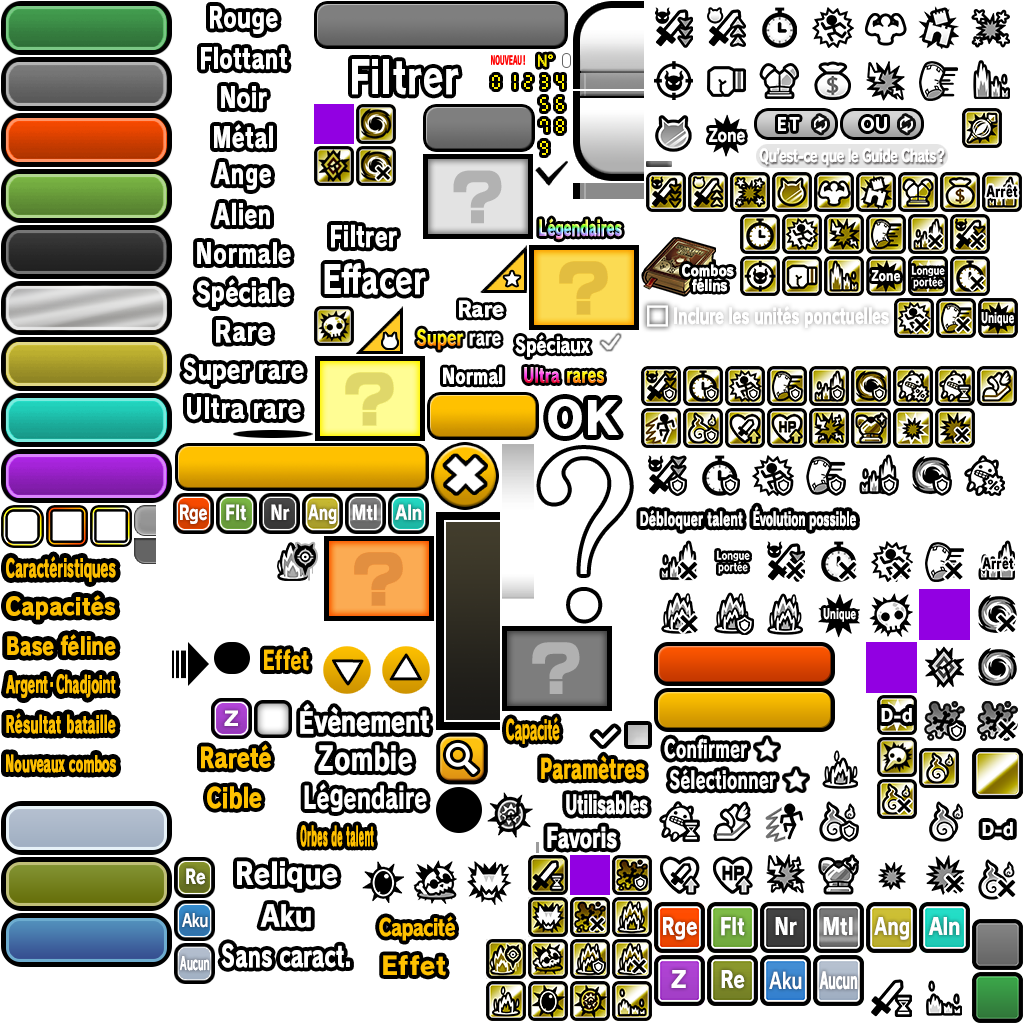 Rouge
Flottant
Noir
Métal
Ange
Alien
Normale
Spéciale
Rare
Super rare
Ultra rare
Filtrer
NOUVEAU!
N°
0 1 2 3 4
5 6
9 8
9
Filtrer
Effacer
Légendaires
Rare
Super rare
Spéciaux
Normal
Ultra rares
OK
Zone
ET
OU
Qu'est-ce que le Guide Chats?
Arrêt
Combos
félins
Zone
Longue
portée
Inclure les unités ponctuelles
Unique
HP
Débloquer talent
Évolution possible
Longue
portée
Arrêt
Unique
Rge
Flt
Nr
Ang
Mtl
Aln
Caractéristiques
Capacités
Base féline
Argent · Chadjoint
Résultat bataille
Nouveaux combos
Effet
Z
Évènement
Rareté
Zombie
Cible
Légendaire
Orbes de talent
Capacité
Paramètres
Utilisables
Favoris
Confirmer
Sélectionner
D-d
D-d
HP
Re
Relique
Aku
Aku
Aucun
Sans caract.
Capacité
Effet
Rge
Flt
Nr
Mtl
Ang
Aln
Z
Re
Aku
Aucun